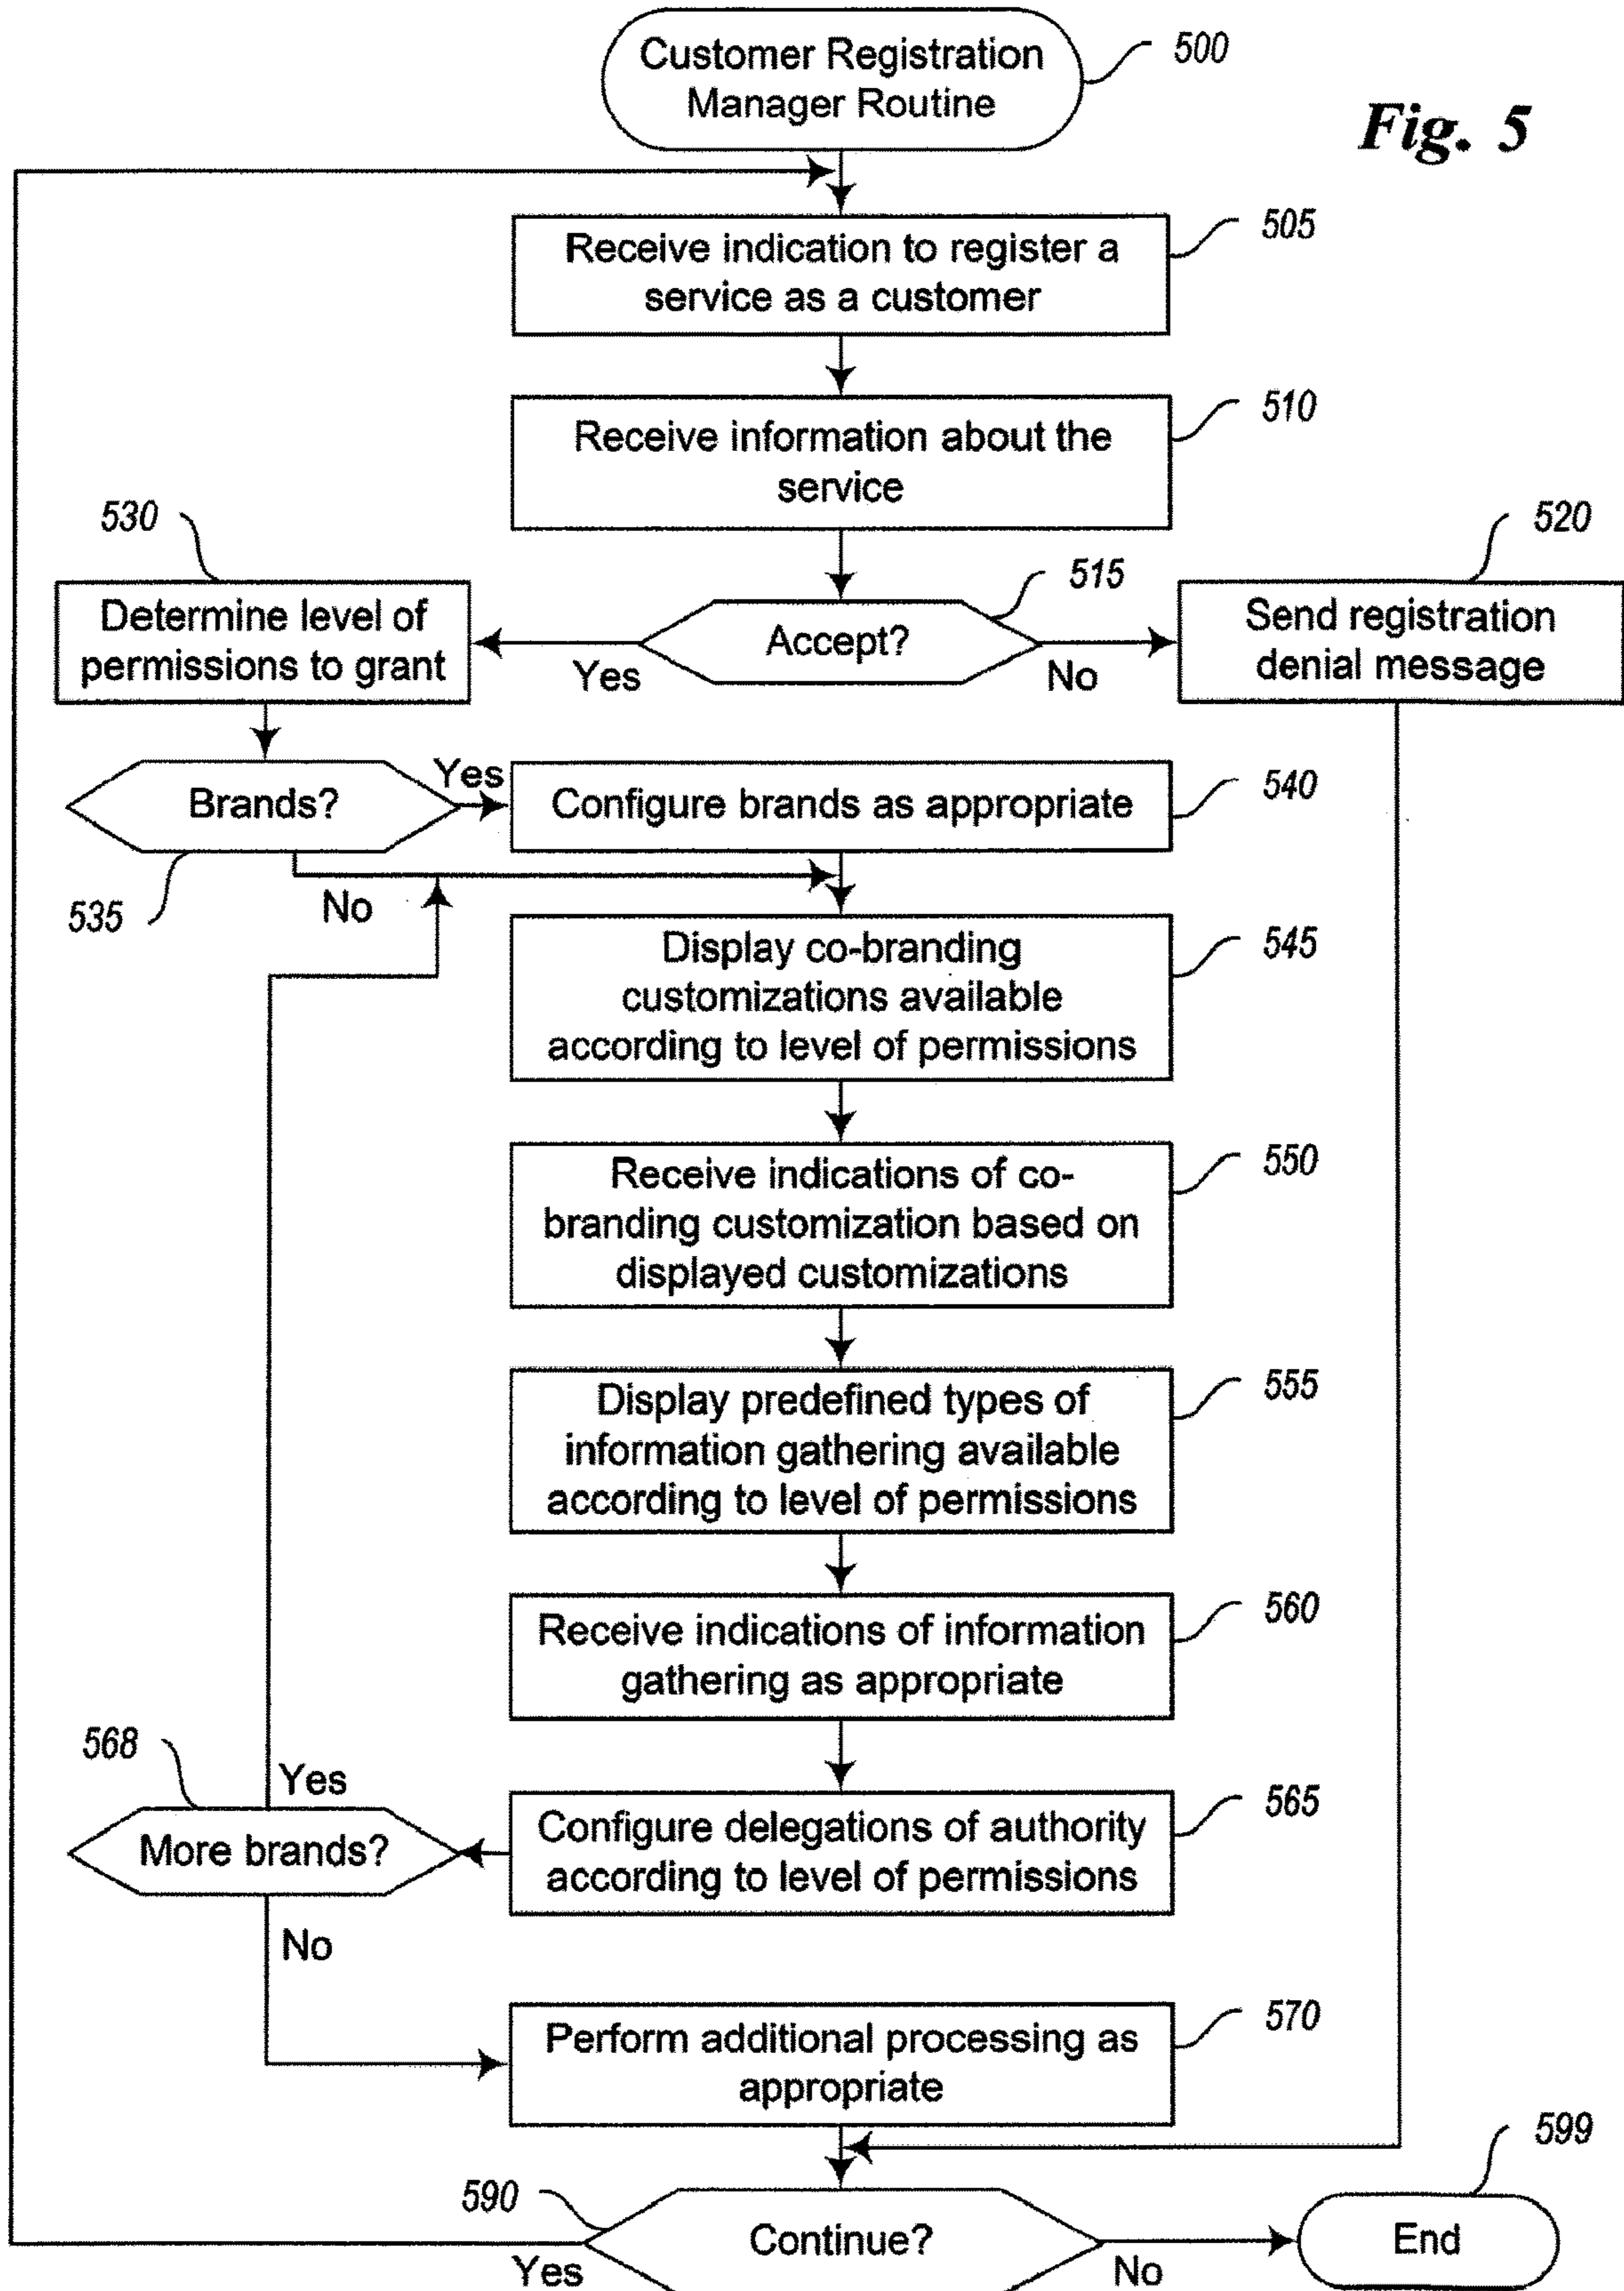 Customer Registration
Manager Routine
500
Fig. 5
Receive indication to register a
service as a customer
505
Receive information about the
service
510
530
520
Determine level of
permissions to grant
Accept?
515
Yes
No
Send registration
denial message
Brands?
535
Yes
No
Configure brands as appropriate
540
Display co-branding
customizations available
according to level of permissions
545
Receive indications of co-
branding customization based on
displayed customizations
550
Display predefined types of
information gathering available
according to level of permissions
555
Receive indications of information
gathering as appropriate
560
568
Yes
More brands?
No
Configure delegations of authority
according to level of permissions
565
Perform additional processing as
appropriate
570
590
Continue?
Yes
No
End
599